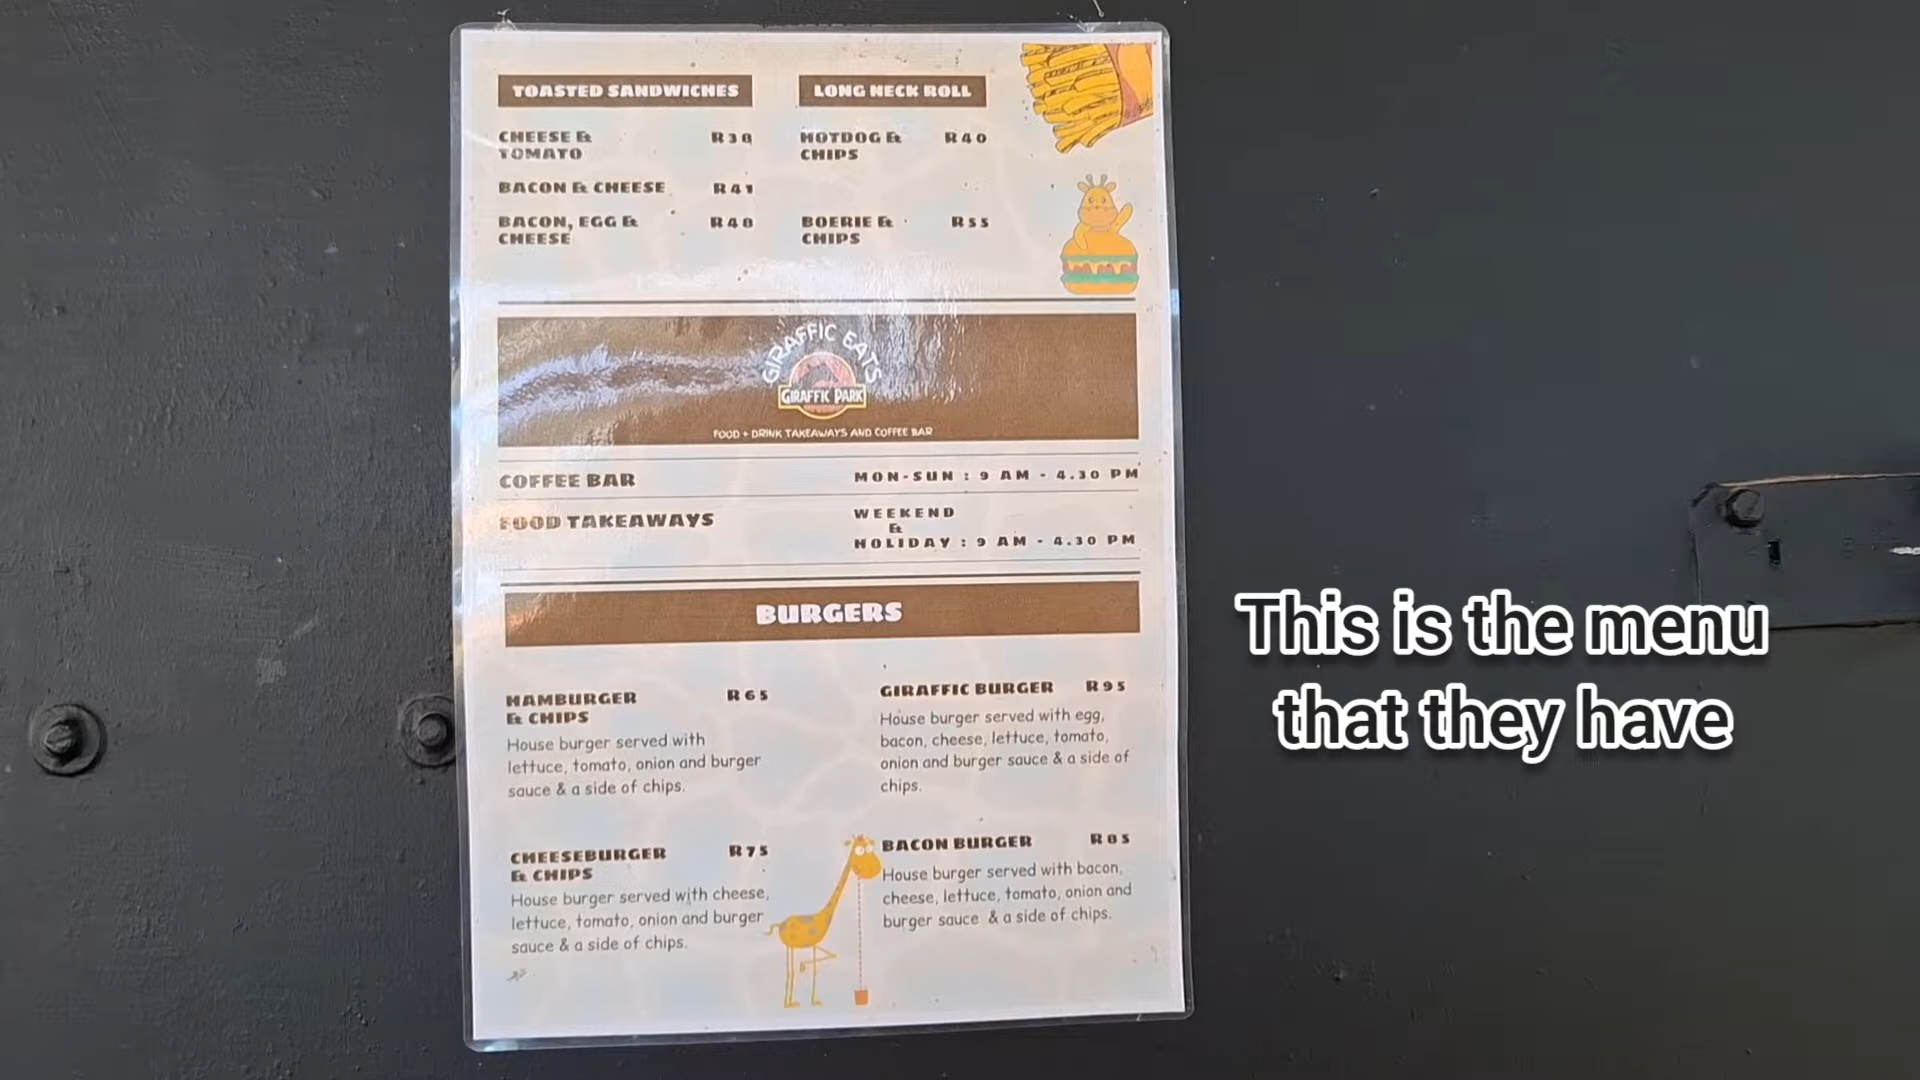 TOASTED SANDWICHES
CHEESE & R38
TOMATO
BACON & CHEESE R41
BACON, EGG & R48
CHEESE
LONG NECK ROLL
HOTDOG & R40
CHIPS
BOERIE & R55
CHIPS
GIRAFFIC EATS
GIRAFFIC PARK
FOOD + DRINK TAKEAWAYS AND COFFEE BAR
COFFEE BAR MON-SUN : 9 AM - 4.30 PM
FOOD TAKEAWAYS WEEKEND
&
HOLIDAY : 9 AM - 4.30 PM
BURGERS
HAMBURGER R65
& CHIPS
House burger served with
lettuce, tomato, onion and burger
sauce & a side of chips.
GIRAFFIC BURGER R95
House burger served with egg,
bacon, cheese, lettuce, tomato,
onion and burger sauce & a side of
chips.
CHEESEBURGER R75
& CHIPS
House burger served with cheese,
lettuce, tomato, onion and burger
sauce & a side of chips.
BACON BURGER R85
House burger served with bacon,
cheese, lettuce, tomato, onion and
burger sauce & a side of chips.
This is the menu
that they have